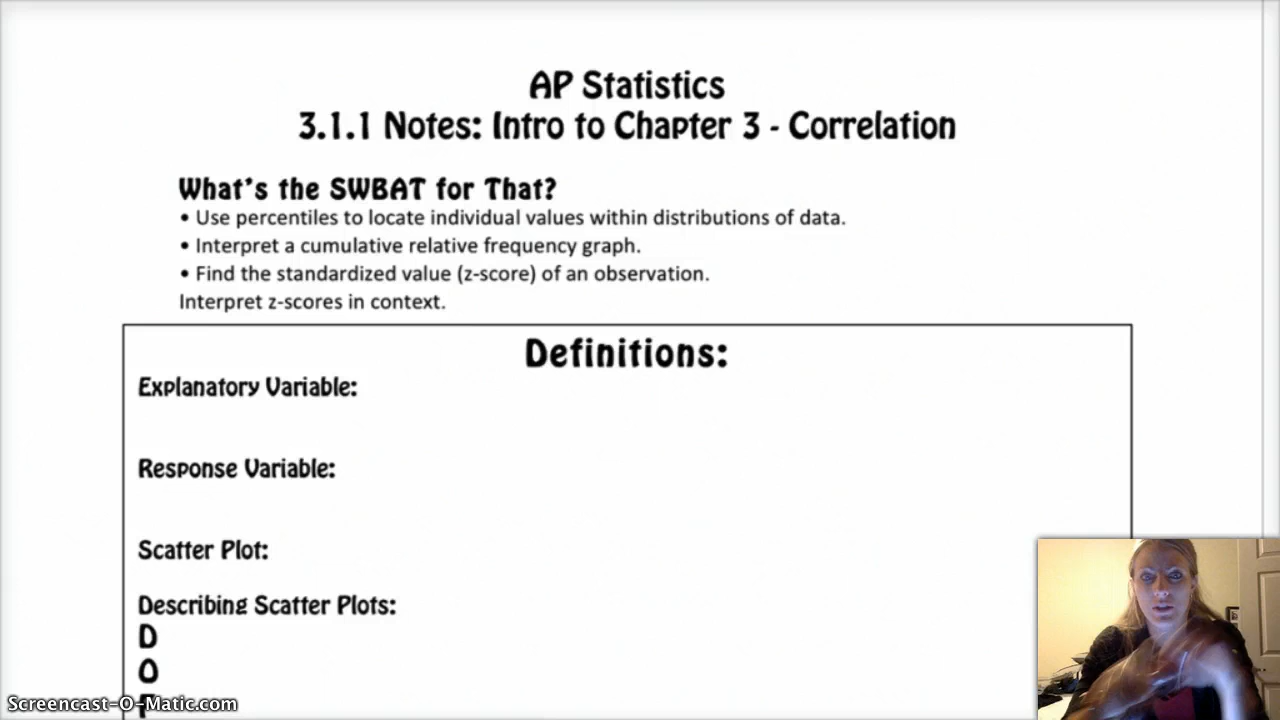 AP Statistics
3.1.1 Notes: Intro to Chapter 3 - Correlation
What's the SWBAT for That?
• Use percentiles to locate individual values within distributions of data.
• Interpret a cumulative relative frequency graph.
• Find the standardized value (z-score) of an observation.
Interpret z-scores in context.
Definitions:
Explanatory Variable:
Response Variable:
Scatter Plot:
Describing Scatter Plots:
D
O
F
Screencast-O-Matic.com